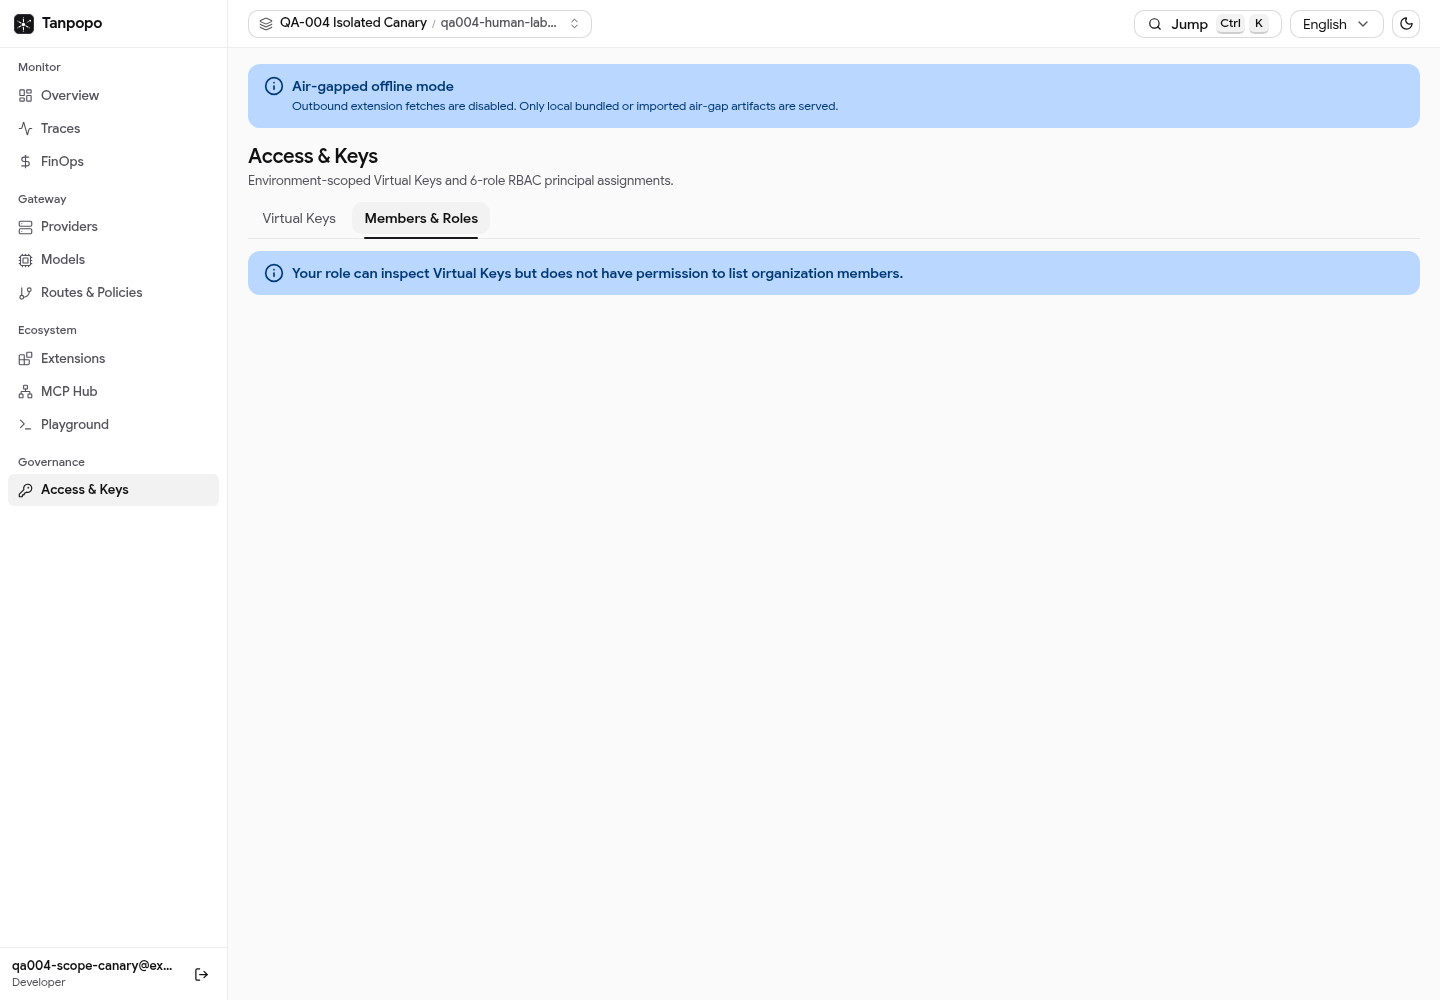 Tanpopo
QA-004 Isolated Canary / qa004-human-lab...
Jump Ctrl K
English
Monitor
Overview
Traces
FinOps
Gateway
Providers
Models
Routes & Policies
Ecosystem
Extensions
MCP Hub
Playground
Governance
Access & Keys
Air-gapped offline mode
Outbound extension fetches are disabled. Only local bundled or imported air-gap artifacts are served.
Access & Keys
Environment-scoped Virtual Keys and 6-role RBAC principal assignments.
Virtual Keys Members & Roles
Your role can inspect Virtual Keys but does not have permission to list organization members.
qa004-scope-canary@ex...
Developer